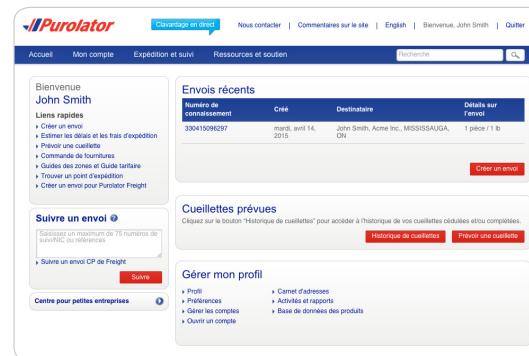 Purolator
Clavardage en direct
Nous contacter | Commentaires sur le site | English | Bienvenue, John Smith | Quitter
Accueil Mon compte Expédition et suivi Ressources et soutien
Recherche
Bienvenue
John Smith
Liens rapides
Créer un envoi
Estimer les délais et les frais d'expédition
Prévoir une cueillette
Commande de fournitures
Guides des zones et Guide tarifaire
Trouver un point d'expédition
Créer un envoi pour Purolator Freight
Suivre un envoi ?
Saisissez un maximum de 75 numéros de
suivi/NIC ou références
Suivre un envoi CP de Freight
Suivre
Centre pour petites entreprises
Envois récents
Numéro de connaissement Créé Destinataire Détails sur l'envoi
330415096297 mardi, avril 14, 2015 John Smith, Acme Inc., MISSISSAUGA, ON 1 pièce / 1 lb
Créer un envoi
Cueillettes prévues
Cliquez sur le bouton "Historique de cueillettes" pour accéder à l'historique de vos cueillettes cédulées et/ou complétées.
Historique de cueillettes Prévoir une cueillette
Gérer mon profil
Profil
Préférences
Gérer les comptes
Ouvrir un compte
Carnet d'adresses
Activités et rapports
Base de données des produits